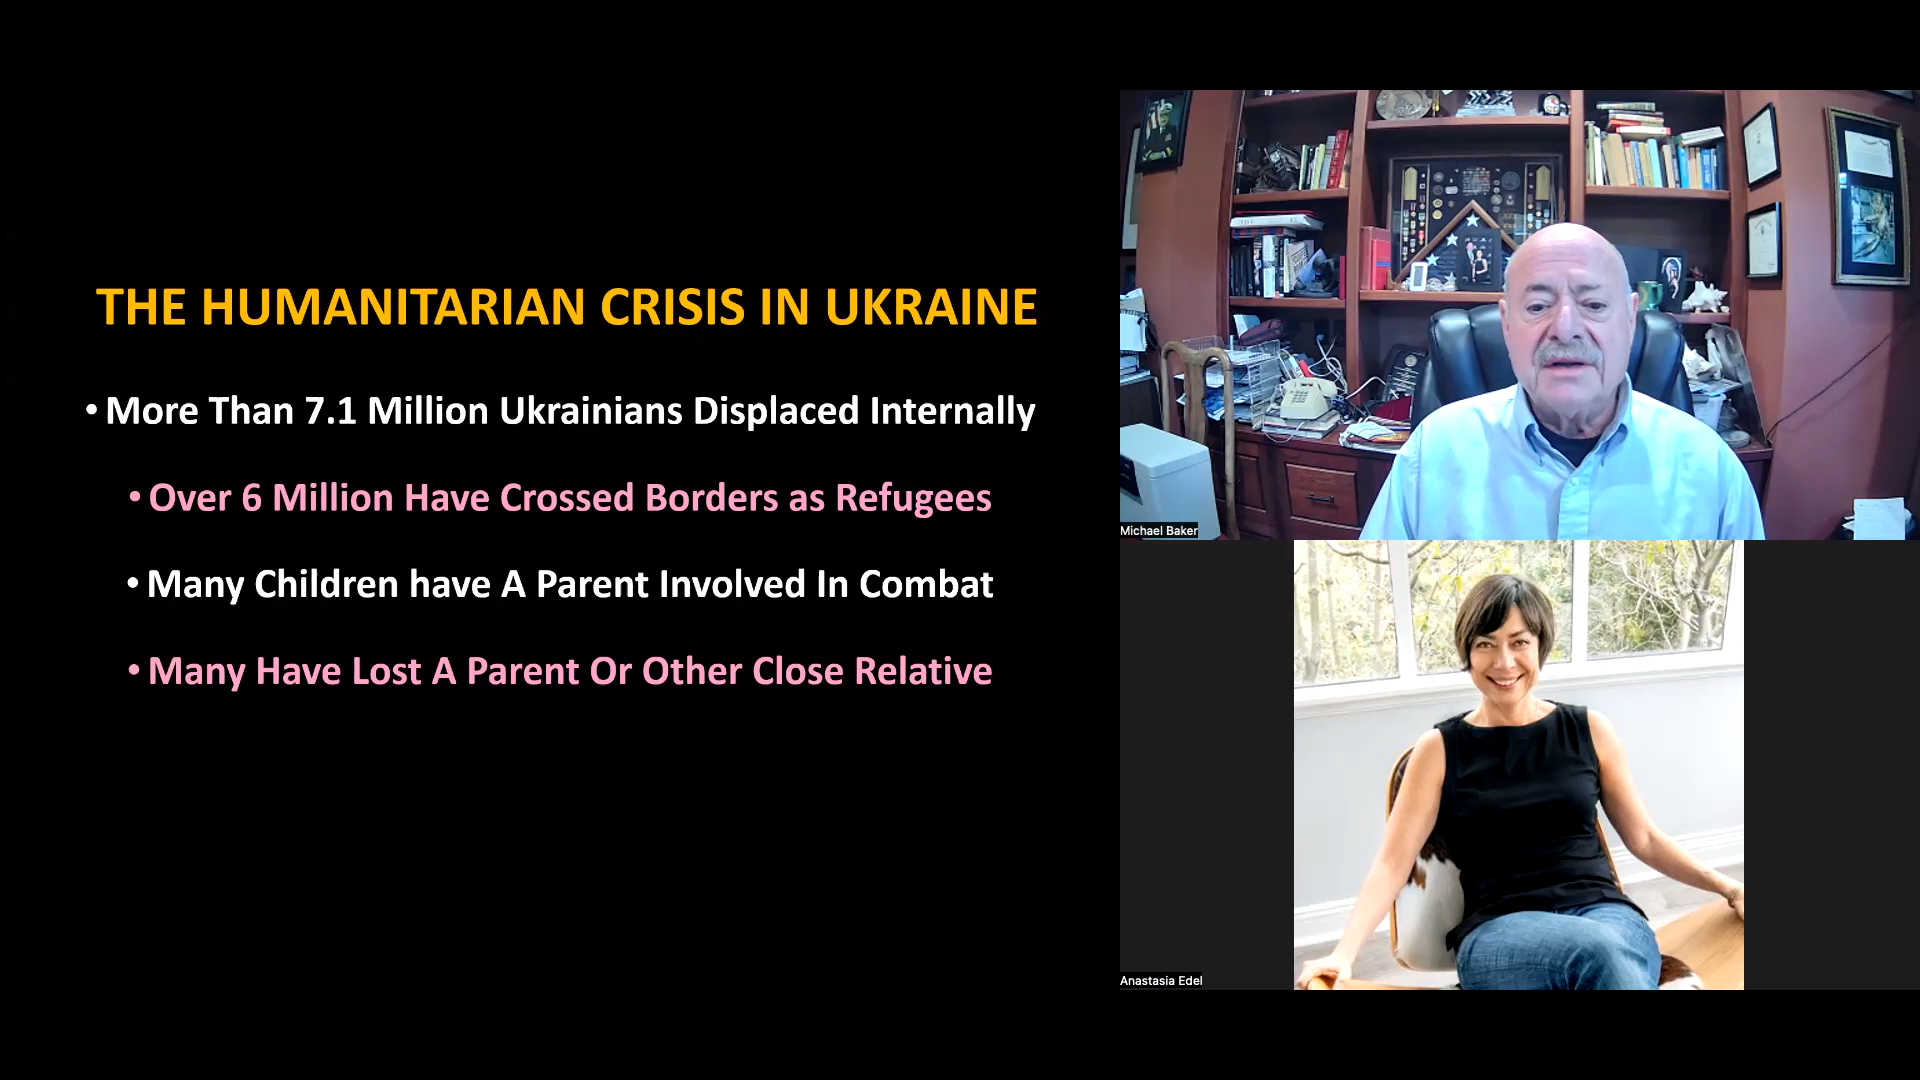 THE HUMANITARIAN CRISIS IN UKRAINE
• More Than 7.1 Million Ukrainians Displaced Internally
• Over 6 Million Have Crossed Borders as Refugees
• Many Children have A Parent Involved In Combat
• Many Have Lost A Parent Or Other Close Relative
Michael Baker
Anastasia Edel